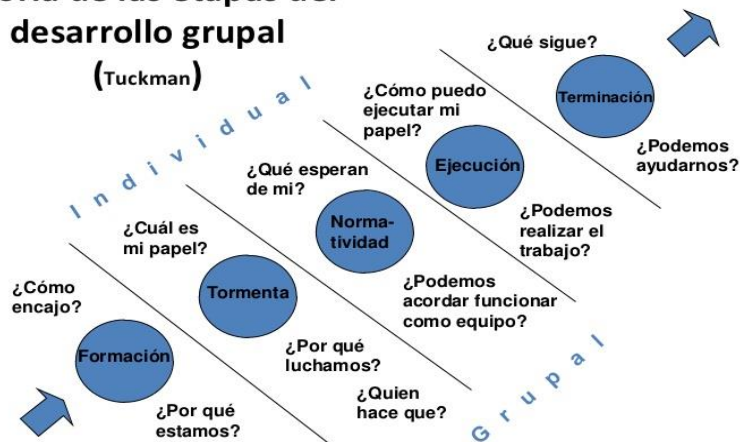 desarrollo grupal
(Tuckman)
Individual
¿Qué sigue?
Terminación
¿Podemos
ayudarnos?
¿Cómo puedo
ejecutar mi
papel?
Ejecución
¿Podemos
realizar el
trabajo?
¿Qué esperan
de mi?
Norma-
tividad
¿Podemos
acordar funcionar
como equipo?
¿Cuál es
mi papel?
Tormenta
¿Por qué
luchamos?
¿Quien
hace que?
¿Cómo
encajo?
Formación
¿Por qué
estamos?
Grupal